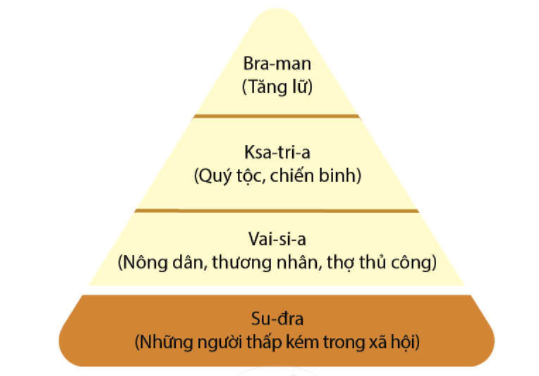 Bra-man
(Tăng lữ)
Ksa-tri-a
(Quý tộc, chiến binh)
Vai-si-a
(Nông dân, thương nhân, thợ thủ công)
Su-đra
(Những người thấp kém trong xã hội)